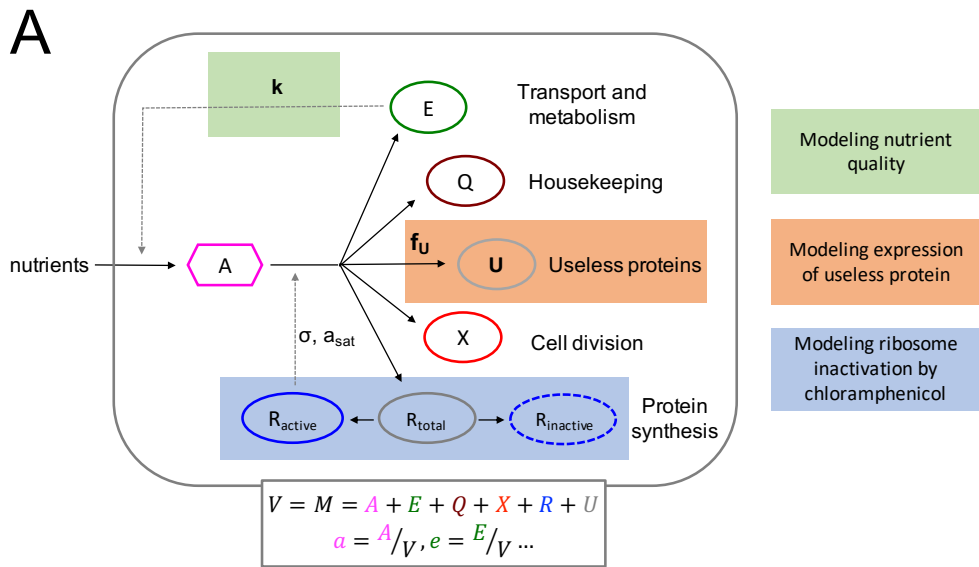 A
k
E
Transport and
metabolism
Modeling nutrient
quality
Q
Housekeeping
nutrients
A
f_U
U
Useless proteins
Modeling expression
of useless protein
σ, a_sat
X
Cell division
Modeling ribosome
inactivation by
chloramphenicol
R_active
R_total
R_inactive
Protein
synthesis
V = M = A + E + Q + X + R + U
a = A/V, e = E/V ...